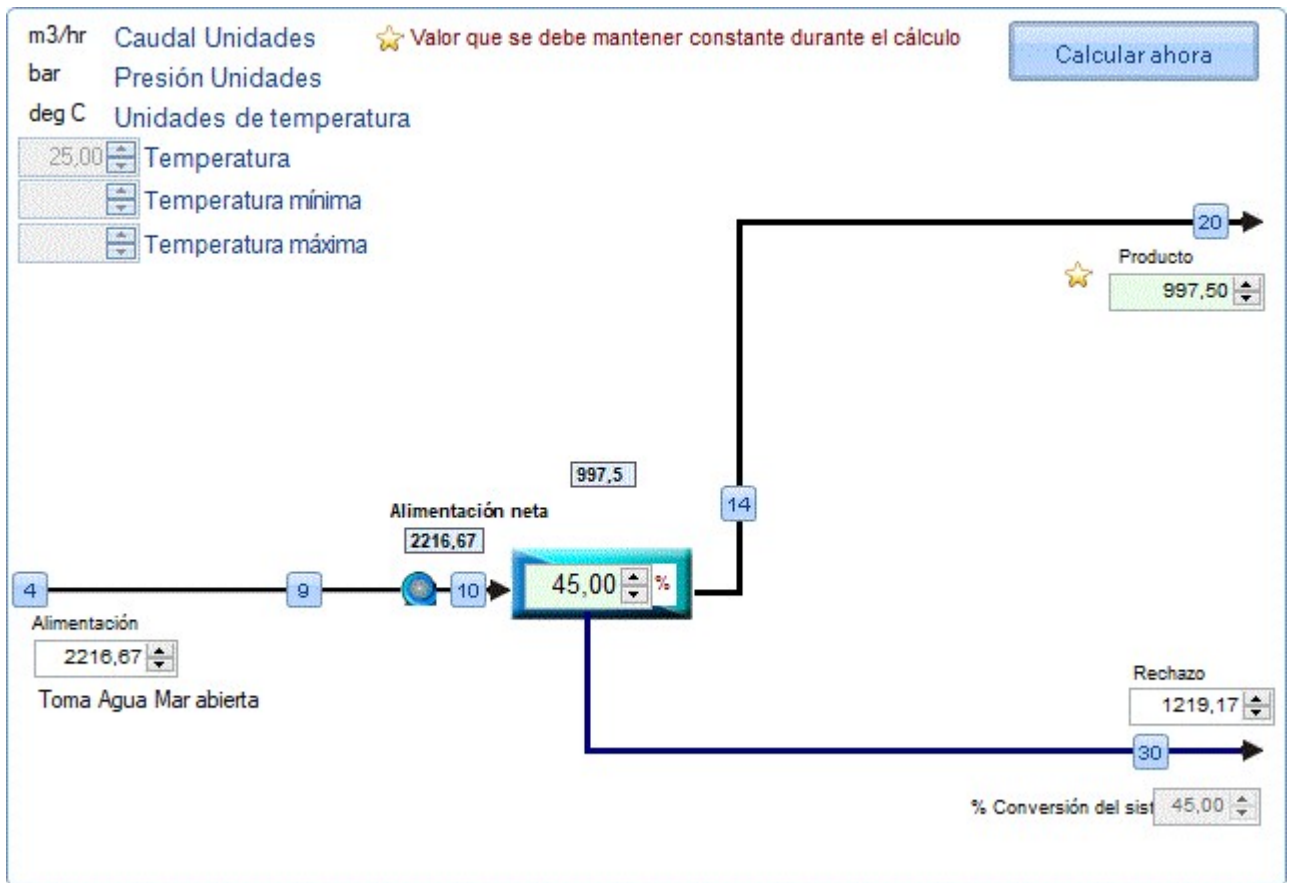 m3/hr Caudal Unidades
Valor que se debe mantener constante durante el cálculo
Calcular ahora
bar Presión Unidades
deg C Unidades de temperatura
25,00 Temperatura
Temperatura mínima
Temperatura máxima
20
Producto
997,50
997,5
14
Alimentación neta
2216,67
4
9
10
45,00 %
Alimentación
2216,67
Toma Agua Mar abierta
Rechazo
1219,17
30
% Conversión del sist 45,00